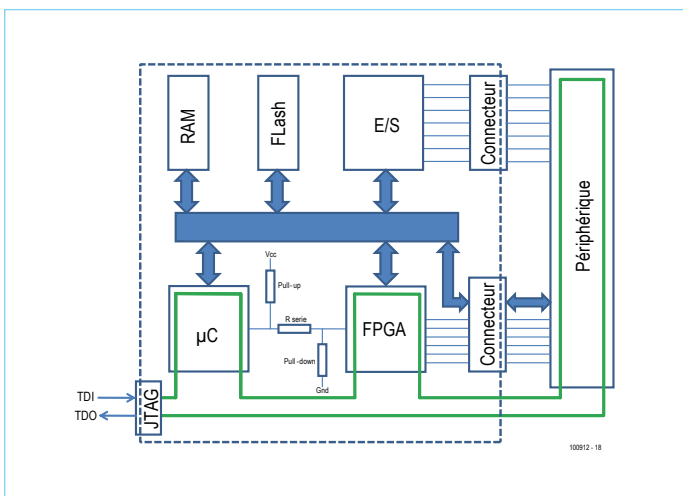 RAM
FLash
E/S
Connecteur
Périphérique
Vcc
Pull-up
µC
R serie
FPGA
Connecteur
Pull-down
Gnd
TDI
TDO
JTAG
100912 - 18